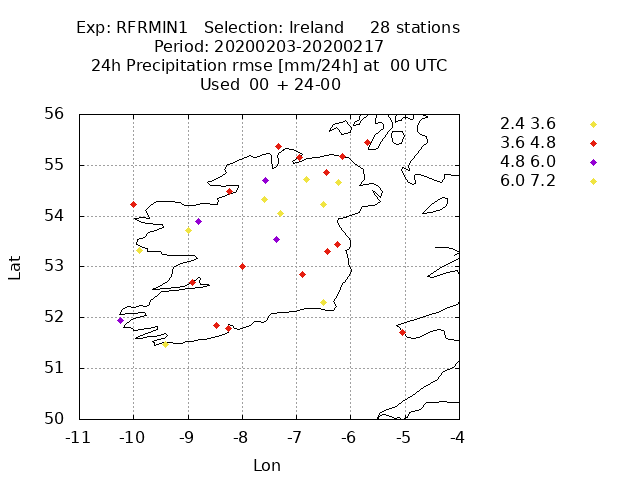 Exp: RFRMIN1 Selection: Ireland 28 stations
Period: 20200203-20200217
24h Precipitation rmse [mm/24h] at 00 UTC
Used 00 + 24-00
56
55
54
53
52
51
50
-11 -10 -9 -8 -7 -6 -5 -4
Lat
Lon
2.4 3.6
3.6 4.8
4.8 6.0
6.0 7.2